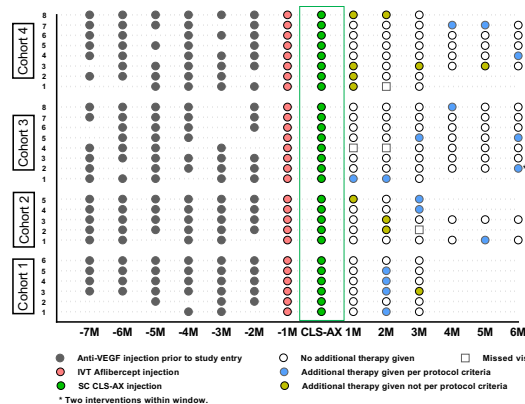 Cohort 4
8
7
6
5
4
3
2
1
Cohort 3
8
7
6
5
4
3
2
1
*
Cohort 2
5
4
3
2
1
Cohort 1
6
5
4
3
2
1
-7M -6M -5M -4M -3M -2M -1M CLS-AX 1M 2M 3M 4M 5M 6M
Anti-VEGF injection prior to study entry
No additional therapy given
Missed vis
IVT Aflibercept injection
Additional therapy given per protocol criteria
SC CLS-AX injection
Additional therapy given not per protocol criteria
* Two interventions within window.